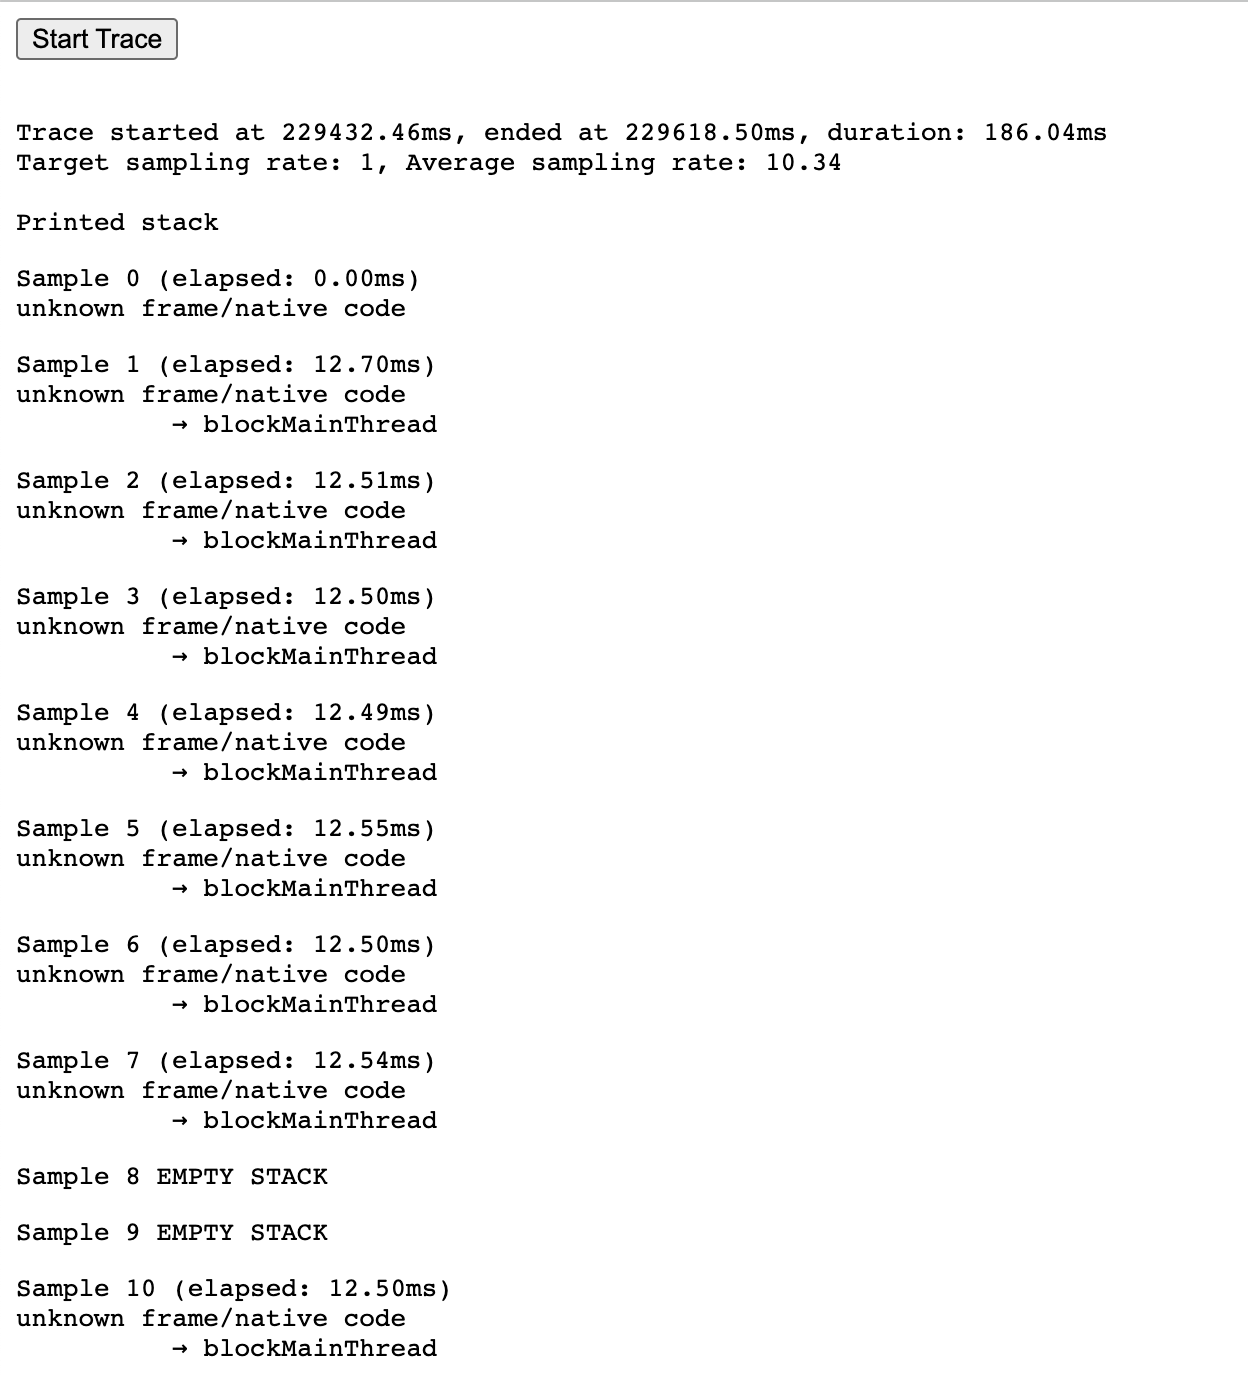 Start Trace
Trace started at 229432.46ms, ended at 229618.50ms, duration: 186.04ms
Target sampling rate: 1, Average sampling rate: 10.34
Printed stack
Sample 0 (elapsed: 0.00ms)
unknown frame/native code
Sample 1 (elapsed: 12.70ms)
unknown frame/native code
→ blockMainThread
Sample 2 (elapsed: 12.51ms)
unknown frame/native code
→ blockMainThread
Sample 3 (elapsed: 12.50ms)
unknown frame/native code
→ blockMainThread
Sample 4 (elapsed: 12.49ms)
unknown frame/native code
→ blockMainThread
Sample 5 (elapsed: 12.55ms)
unknown frame/native code
→ blockMainThread
Sample 6 (elapsed: 12.50ms)
unknown frame/native code
→ blockMainThread
Sample 7 (elapsed: 12.54ms)
unknown frame/native code
→ blockMainThread
Sample 8 EMPTY STACK
Sample 9 EMPTY STACK
Sample 10 (elapsed: 12.50ms)
unknown frame/native code
→ blockMainThread